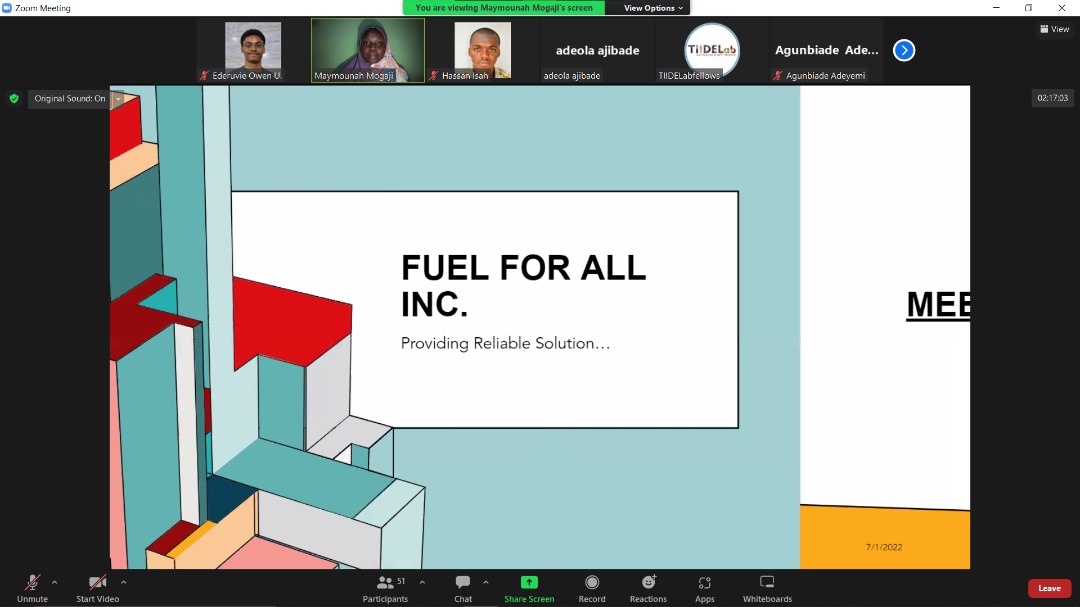 Zoom Meeting
You are viewing Maymounah Mogaji's screen
View Options
View
Ederuvie Owen U.
Maymounah Mogaji
Hassan Isah
adeola ajibade
adeola ajibade
TIIDELab
TIIDELabfellows
Agunbiade Ade...
Agunbiade Adeyemi
Original Sound: On
02:17:03
FUEL FOR ALL
INC.
Providing Reliable Solution...
MEE
7/1/2022
Unmute
Start Video
Participants
51
Chat
Share Screen
Record
Reactions
Apps
Whiteboards
Leave